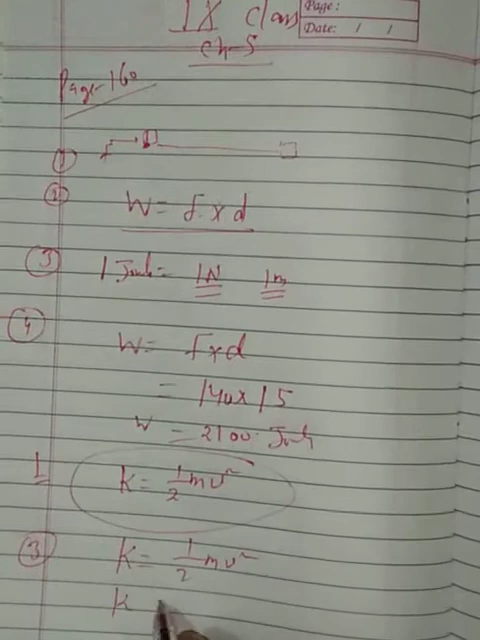 IX Class
Page:
Date: / /
Ch-5
Page-160
1
2 W = F x d
3 1 Joule = 1N 1m
4 W = F x d
= 140 x 15
W = 2100 Joule
1 K = 1/2 mv²
3 K = 1/2 mv²
K